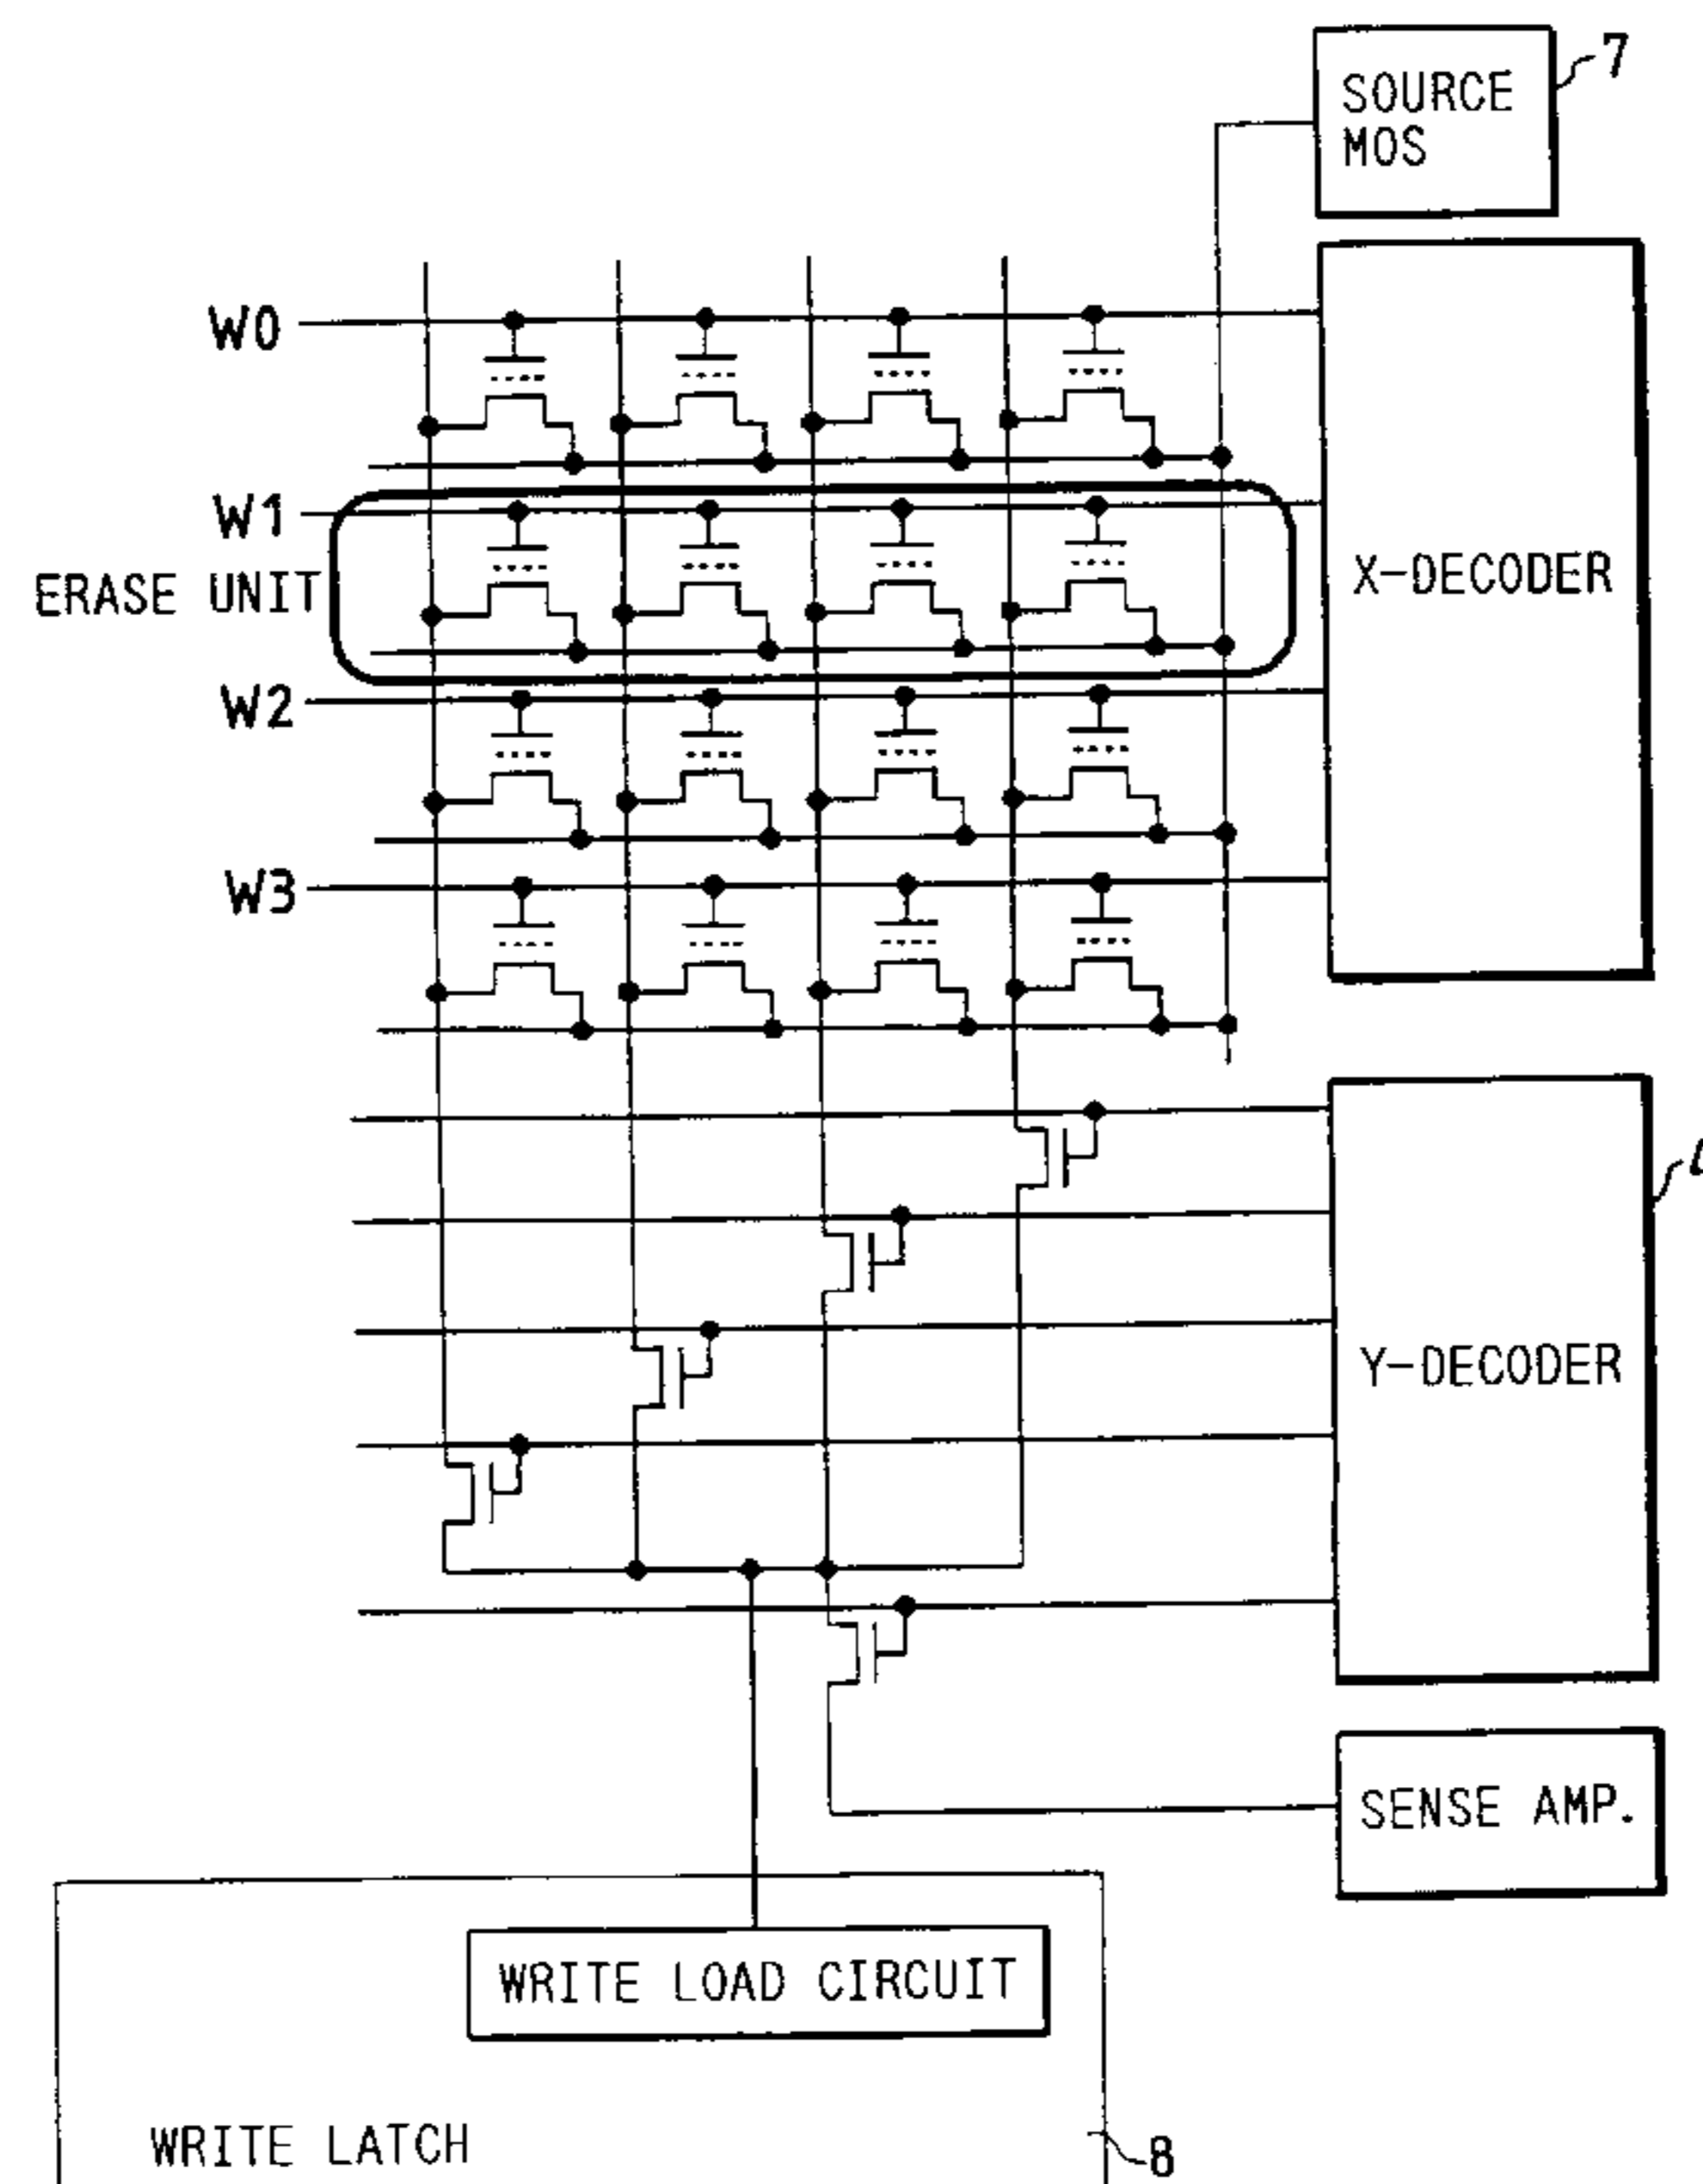 7
SOURCE
MOS
W0
W1
ERASE UNIT
X-DECODER
W2
W3
Y-DECODER
SENSE AMP.
WRITE LOAD CIRCUIT
WRITE LATCH
8